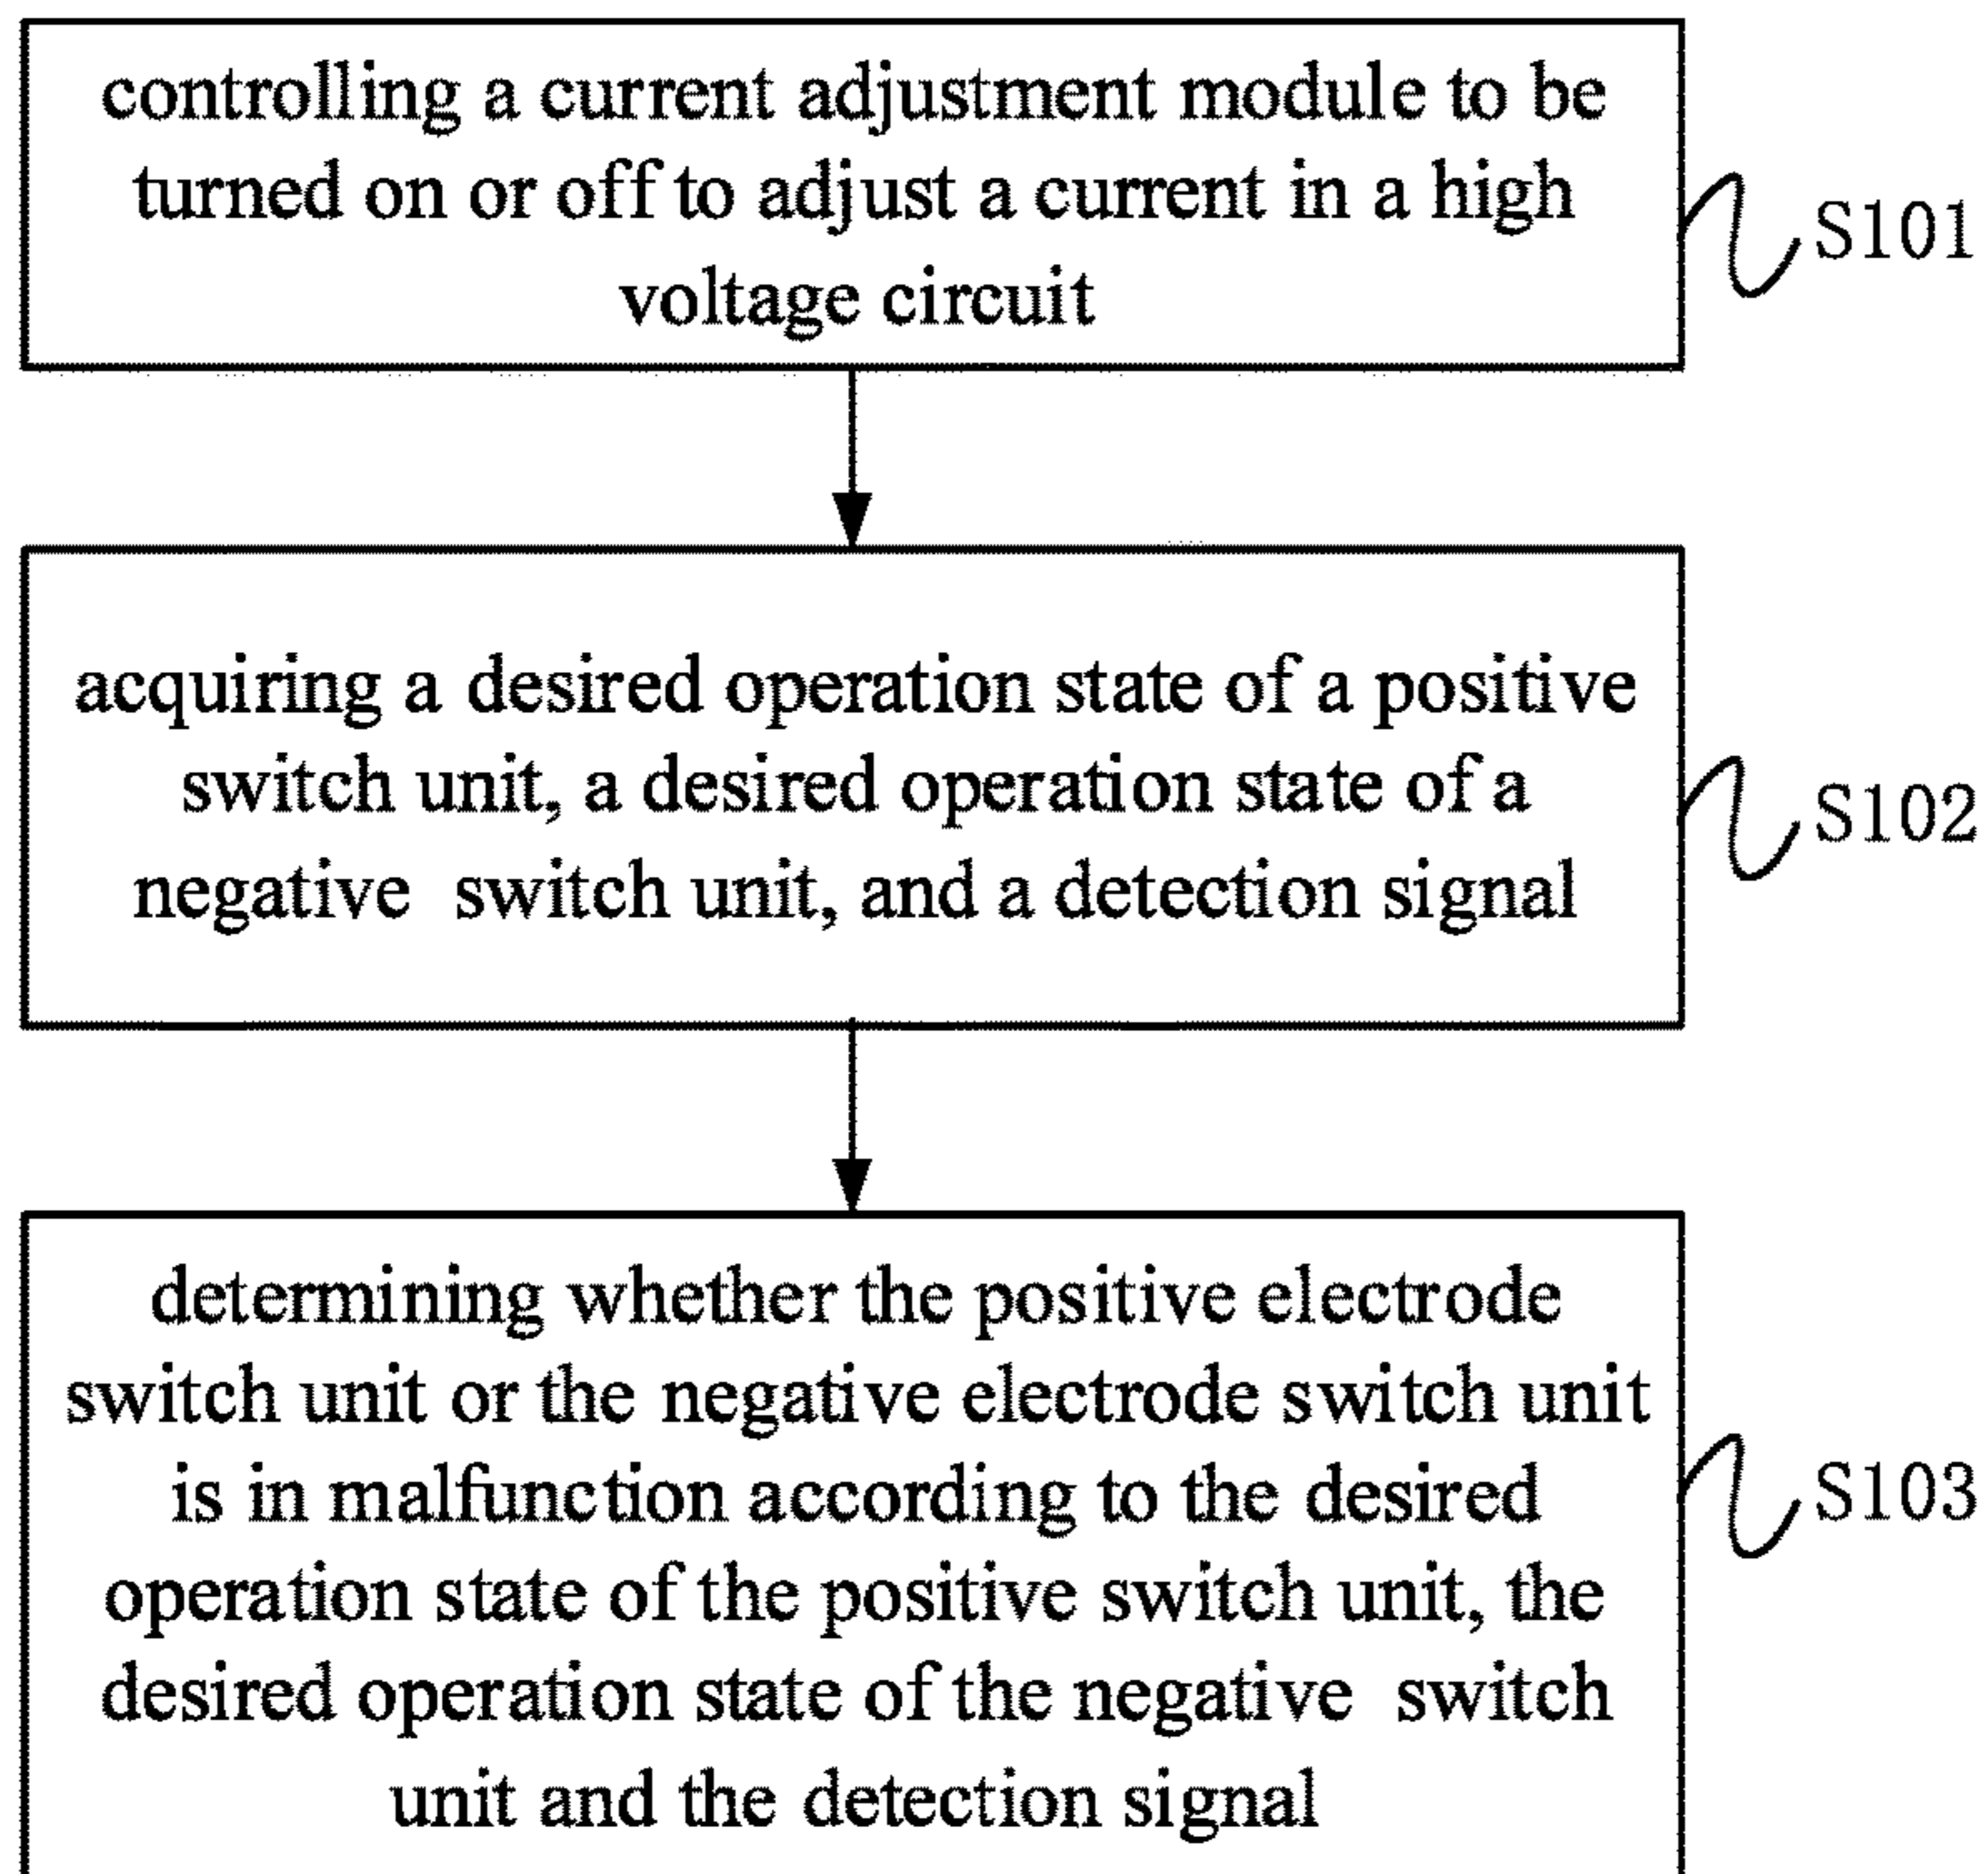 controlling a current adjustment module to be
turned on or off to adjust a current in a high
voltage circuit
S101
acquiring a desired operation state of a positive
switch unit, a desired operation state of a
negative switch unit, and a detection signal
S102
determining whether the positive electrode
switch unit or the negative electrode switch unit
is in malfunction according to the desired
operation state of the positive switch unit, the
desired operation state of the negative switch
unit and the detection signal
S103